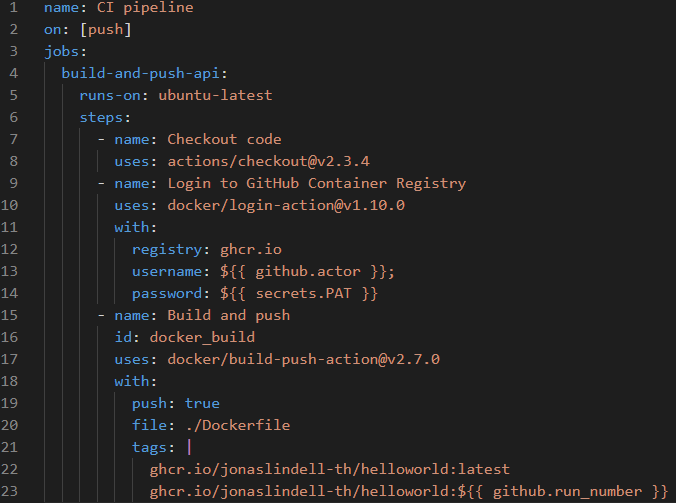 1 name: CI pipeline
2 on: [push]
3 jobs:
4   build-and-push-api:
5     runs-on: ubuntu-latest
6     steps:
7       - name: Checkout code
8         uses: actions/checkout@v2.3.4
9       - name: Login to GitHub Container Registry
10         uses: docker/login-action@v1.10.0
11         with:
12           registry: ghcr.io
13           username: ${{ github.actor }};
14           password: ${{ secrets.PAT }}
15       - name: Build and push
16         id: docker_build
17         uses: docker/build-push-action@v2.7.0
18         with:
19           push: true
20           file: ./Dockerfile
21           tags: |
22             ghcr.io/jonaslindell-th/helloworld:latest
23             ghcr.io/jonaslindell-th/helloworld:${{ github.run_number }}